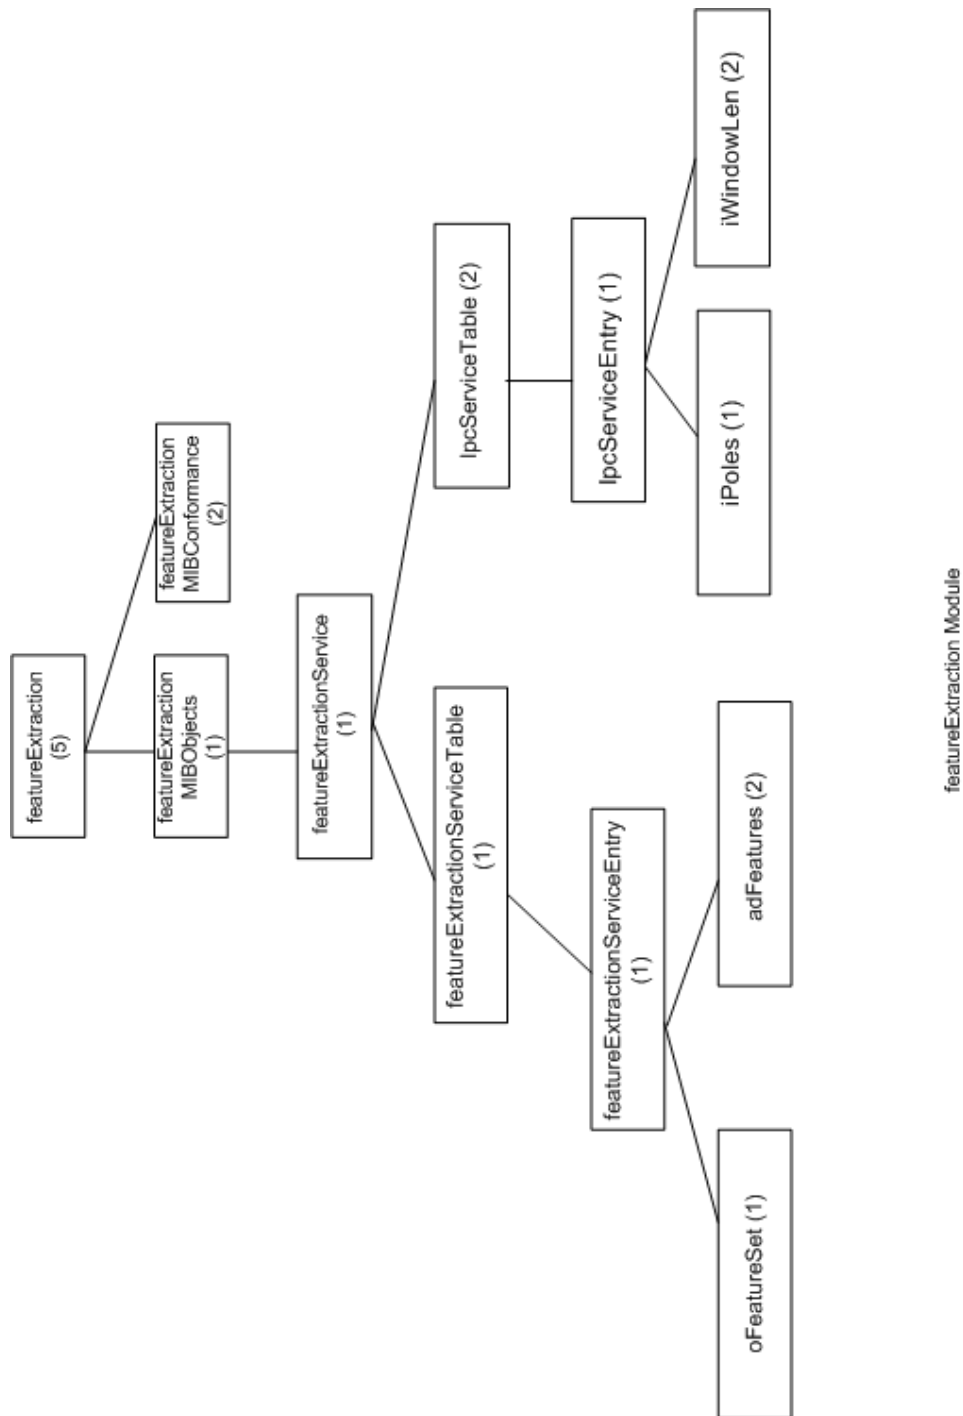 featureExtraction
(5)
featureExtraction
MIBObjects
(1)
featureExtraction
MIBConformance
(2)
featureExtractionService
(1)
featureExtractionServiceTable
(1)
lpcServiceTable (2)
featureExtractionServiceEntry
(1)
lpcServiceEntry (1)
oFeatureSet (1)
adFeatures (2)
iPoles (1)
iWindowLen (2)
featureExtraction Module